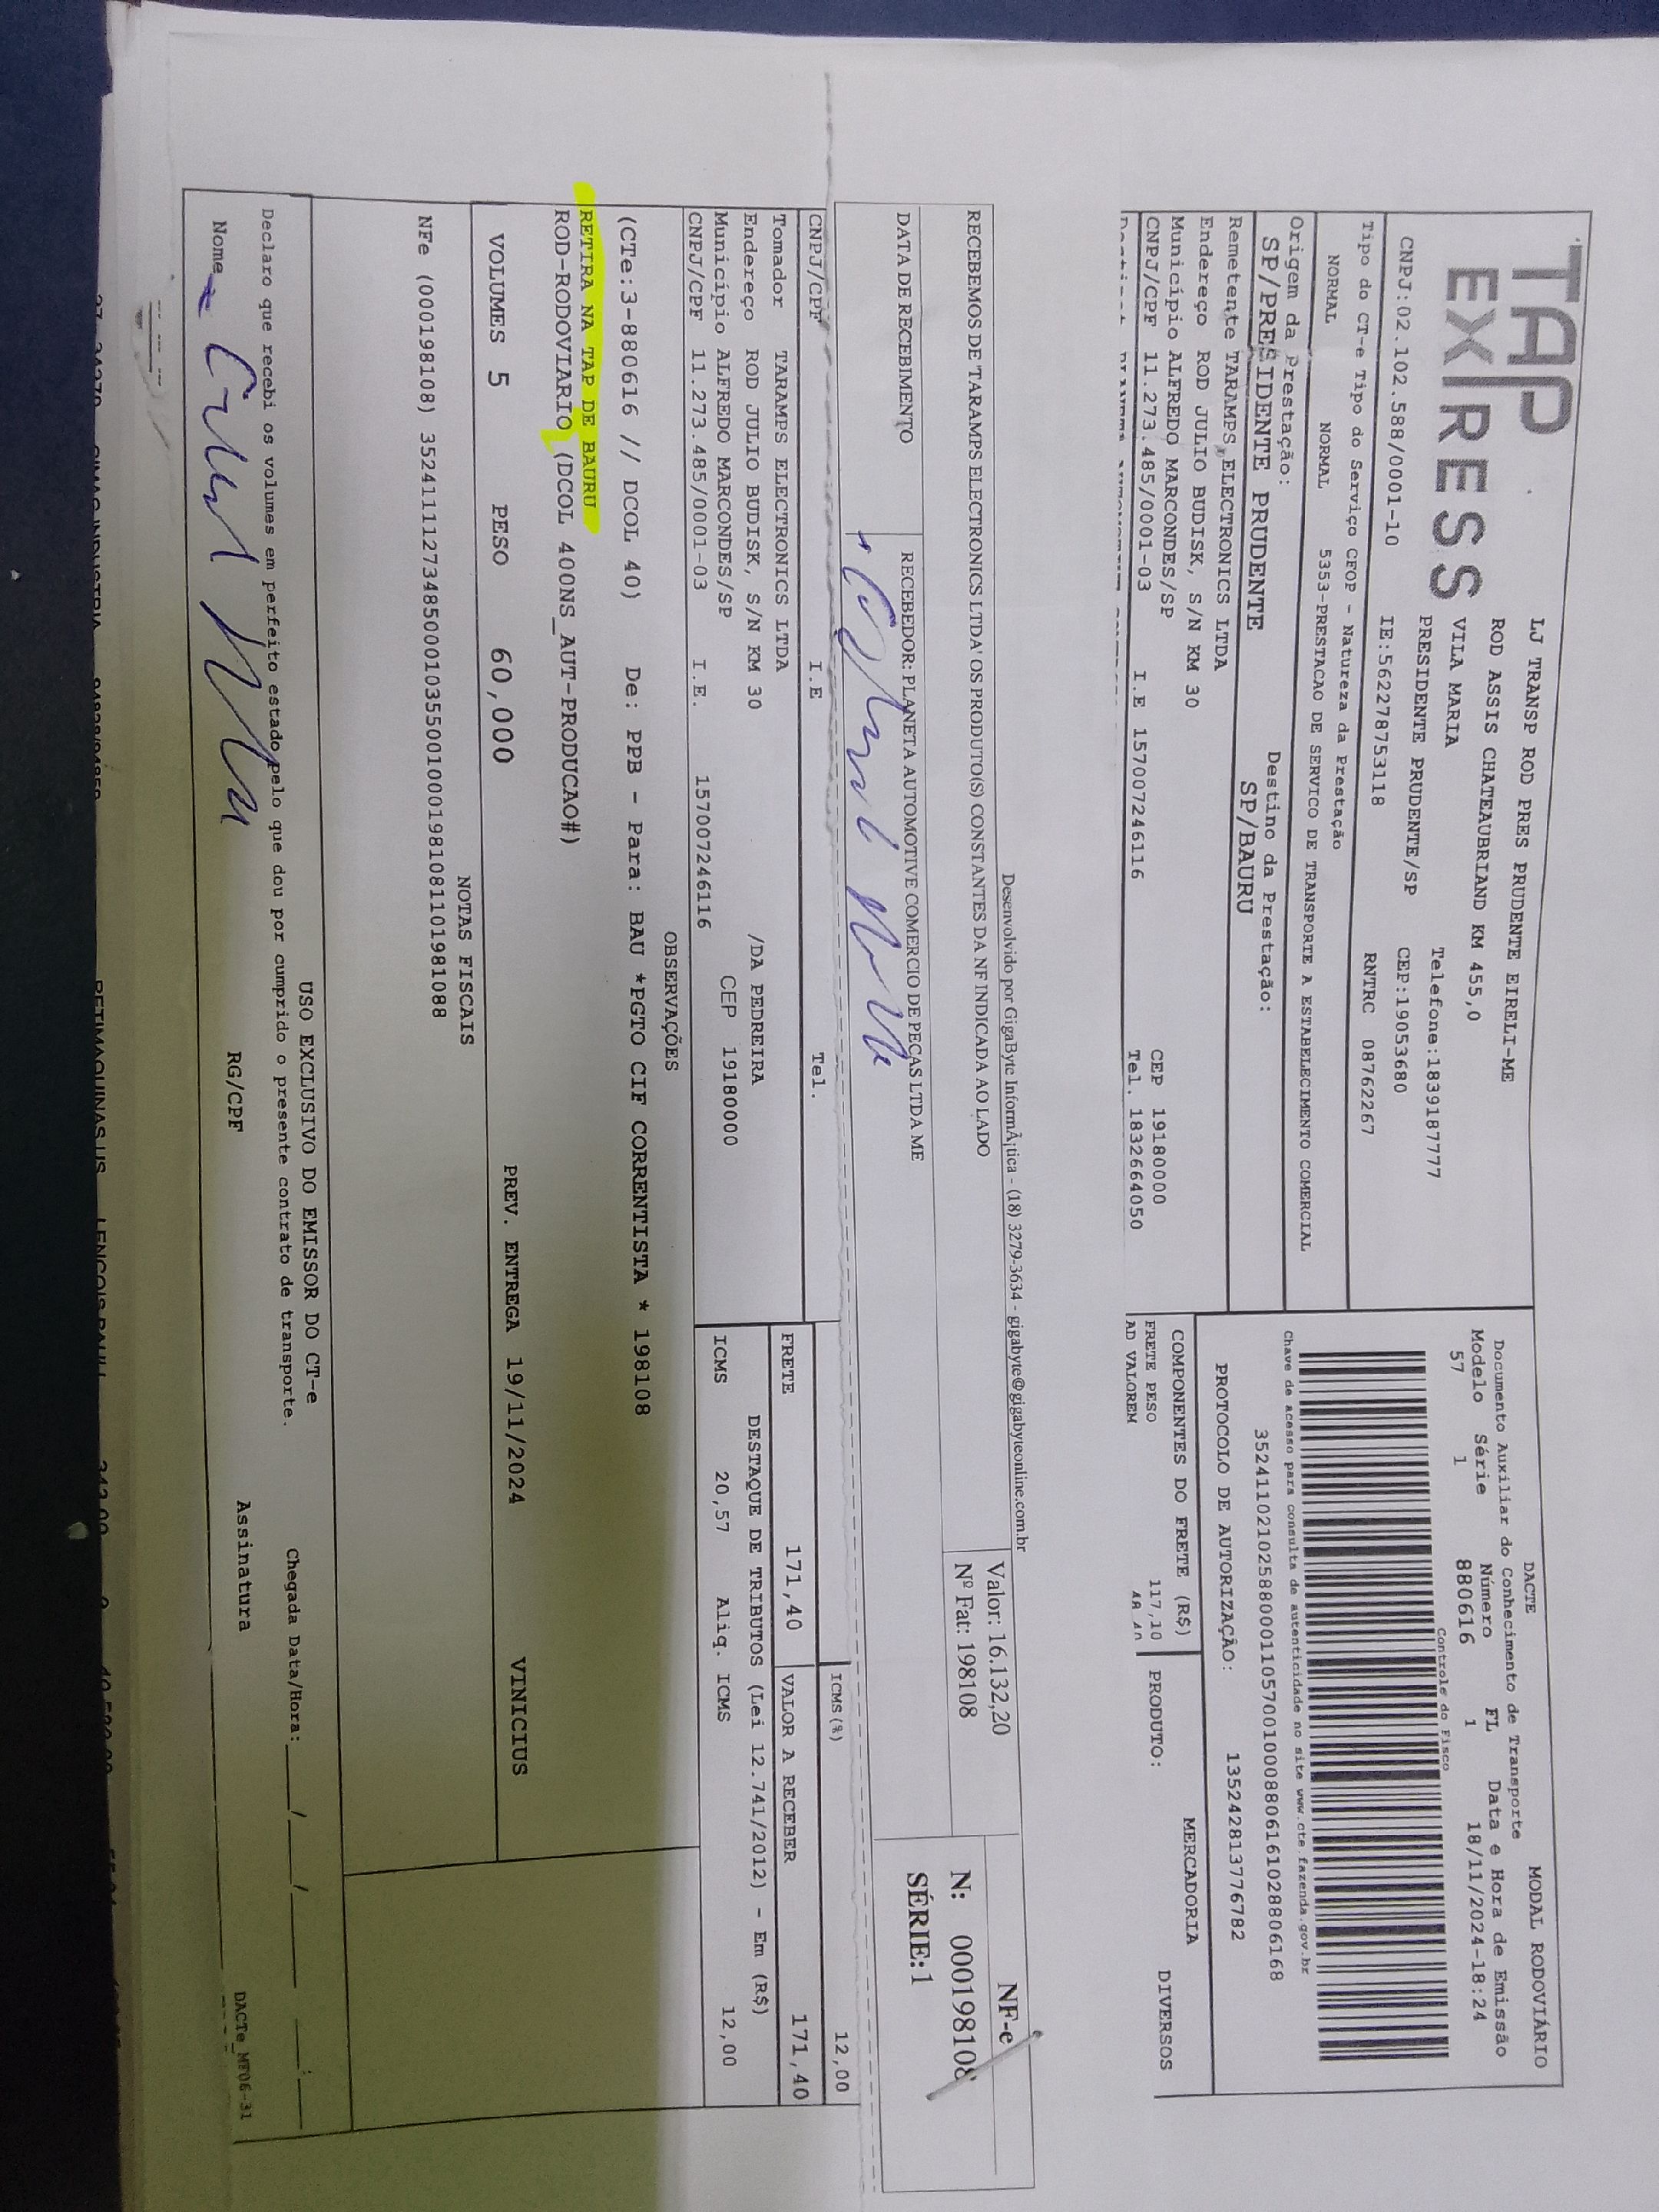 TAP
EXPRESS
LJ TRANSP ROD PRES PRUDENTE EIRELI-ME
ROD ASSIS CHATEAUBRIAND KM 455,0
VILA MARIA
PRESIDENTE PRUDENTE/SP
Telefone:1839187777
CNPJ:02.102.588/0001-10 IE:562278753118 CEP:19053680
RNTRC 08762267
DACTE MODAL RODOVIÁRIO
Documento Auxiliar do Conhecimento de Transporte
Modelo Série Número FL Data e Hora de Emissão
57 1 880616 1 18/11/2024-18:24
Controle do Fisco
Tipo do CT-e Tipo do Serviço CFOP - Natureza da Prestação
NORMAL NORMAL 5353-PRESTACAO DE SERVICO DE TRANSPORTE A ESTABELECIMENTO COMERCIAL
Chave de acesso para consulta de autenticidade no site www.cte.fazenda.gov.br
35241102102588000110570010008806161028806168
Origem da Prestação: Destino da Prestação:
SP/PRESIDENTE PRUDENTE SP/BAURU
PROTOCOLO DE AUTORIZAÇÃO: 135242813776782
Remetente TARAMPS ELECTRONICS LTDA
Endereço ROD JULIO BUDISK, S/N KM 30
Município ALFREDO MARCONDES/SP CEP 19180000
CNPJ/CPF 11.273.485/0001-03 I.E 157007246116 Tel. 1832664050
COMPONENTES DO FRETE (R$) MERCADORIA
FRETE PESO 117,10 PRODUTO: DIVERSOS
AD VALOREM
Desenvolvido por GigaByte InformÃ¡tica - (18) 3279-3634 - gigabyte@gigabyteonline.com.br
RECEBEMOS DE TARAMPS ELECTRONICS LTDA' OS PRODUTO(S) CONSTANTES DA NF INDICADA AO LADO
Valor: 16.132,20
Nº Fat: 198108
NF-e
N: 000198108
SÉRIE:1
DATA DE RECEBIMENTO
RECEBEDOR: PLANETA AUTOMOTIVE COMERCIO DE PEÇAS LTDA ME
CNPJ/CPF I.E Tel.
ICMS(%) 12,00
Tomador TARAMPS ELECTRONICS LTDA
Endereço ROD JULIO BUDISK, S/N KM 30 /DA PEDREIRA
Município ALFREDO MARCONDES/SP CEP 19180000
CNPJ/CPF 11.273.485/0001-03 I.E. 157007246116
FRETE 171,40 VALOR A RECEBER 171,40
DESTAQUE DE TRIBUTOS (Lei 12.741/2012) - Em (R$)
ICMS 20,57 Aliq. ICMS 12,00
OBSERVAÇÕES
(CTe:3-880616 // DCOL 40) De: PPB - Para: BAU *PGTO CIF CORRENTISTA * 198108
RETIRA NA TAP DE BAURU
ROD-RODOVIARIO (DCOL 400NS_AUT-PRODUCAO#)
VOLUMES 5 PESO 60,000 PREV. ENTREGA 19/11/2024 VINICIUS
NOTAS FISCAIS
NFe (000198108) 35241111273485000103550010001981081101981088
USO EXCLUSIVO DO EMISSOR DO CT-e
Declaro que recebi os volumes em perfeito estado pelo que dou por cumprido o presente contrato de transporte.
Chegada Data/Hora:____/____/____ ___:___
Nome RG/CPF Assinatura
DACTe_MF06-31